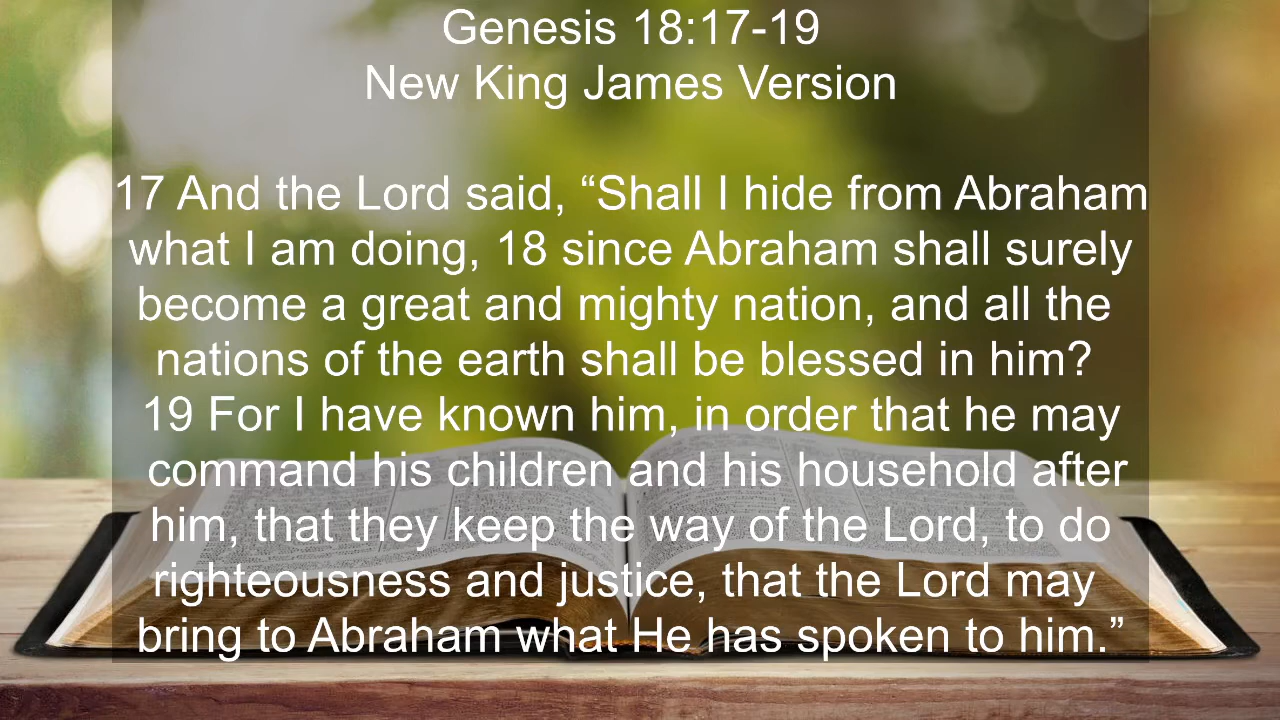 Genesis 18:17-19
New King James Version
17 And the Lord said, “Shall I hide from Abraham
what I am doing, 18 since Abraham shall surely
become a great and mighty nation, and all the
nations of the earth shall be blessed in him?
19 For I have known him, in order that he may
command his children and his household after
him, that they keep the way of the Lord, to do
righteousness and justice, that the Lord may
bring to Abraham what He has spoken to him.”